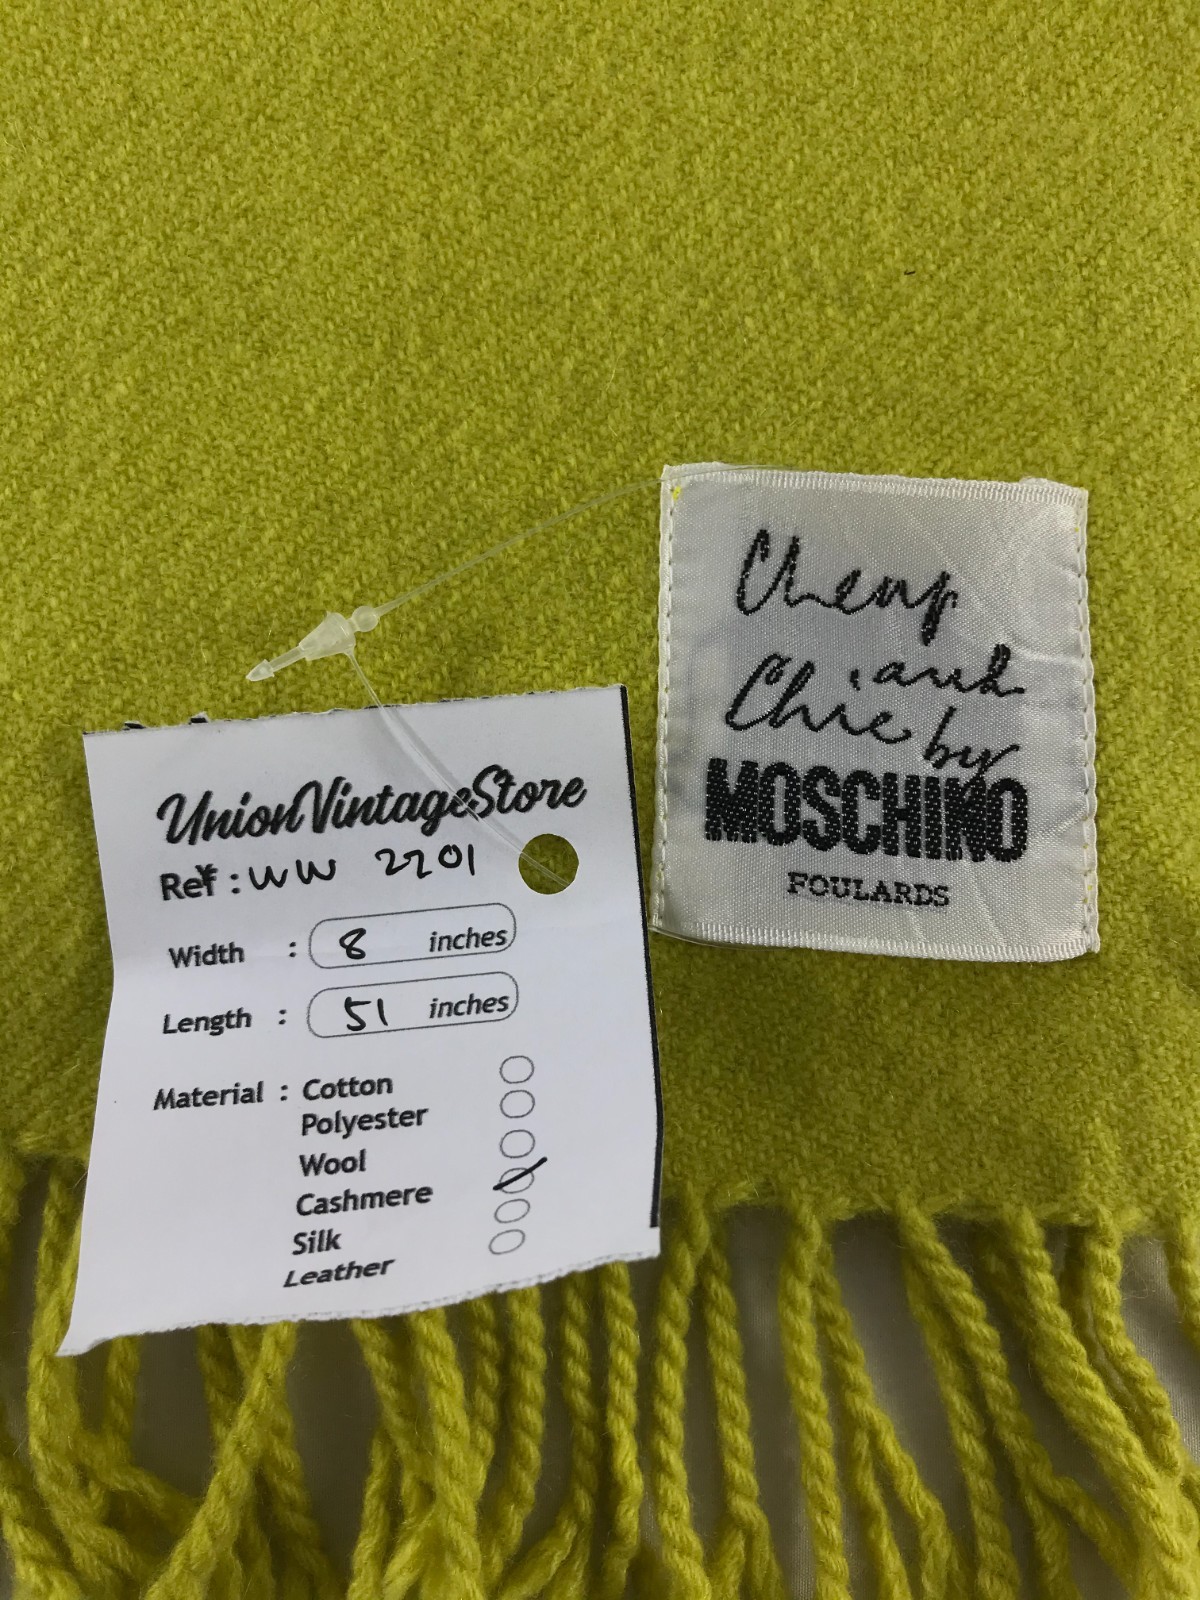 UnionVintageStore
Ref : WW 2201
Width : 8 inches
Length : 51 inches
Material : Cotton
Polyester
Wool
Cashmere
Silk
Leather
Cheap
and
Chic by
MOSCHINO
FOULARDS